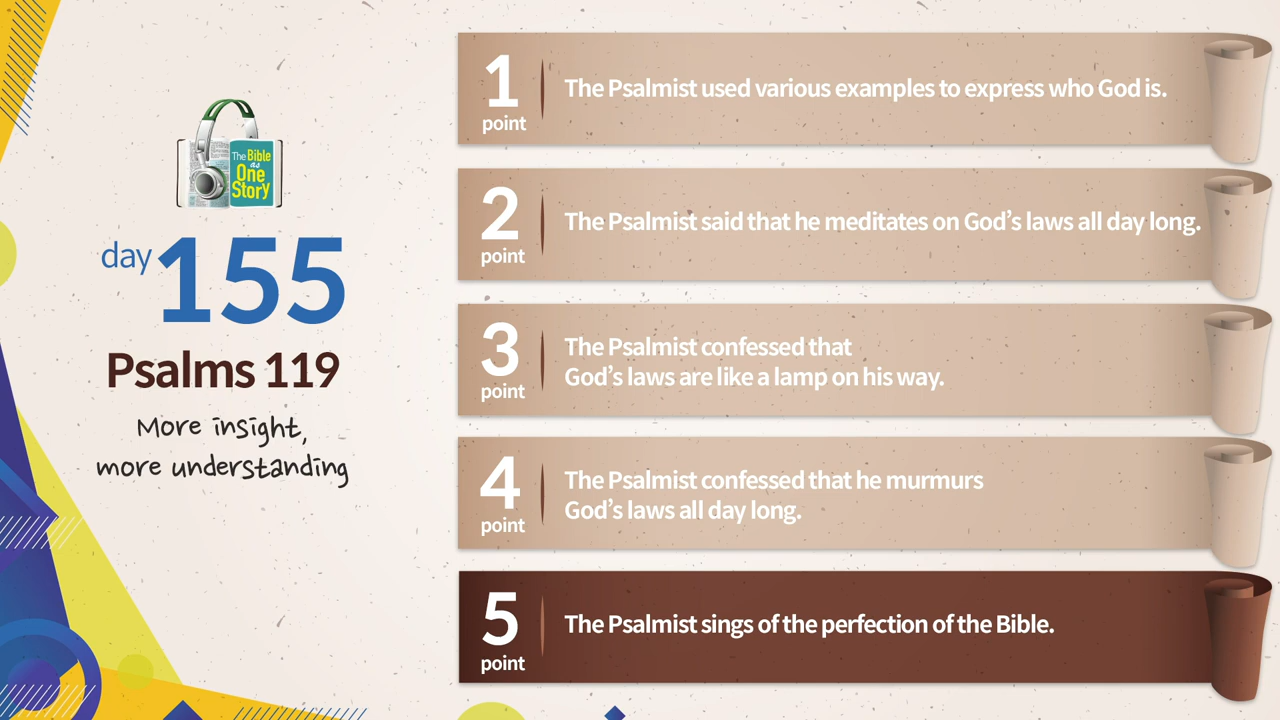 The Bible
as
One
Story
day 155
Psalms 119
More insight,
more understanding
1
point
The Psalmist used various examples to express who God is.
2
point
The Psalmist said that he meditates on God’s laws all day long.
3
point
The Psalmist confessed that
God’s laws are like a lamp on his way.
4
point
The Psalmist confessed that he murmurs
God’s laws all day long.
5
point
The Psalmist sings of the perfection of the Bible.